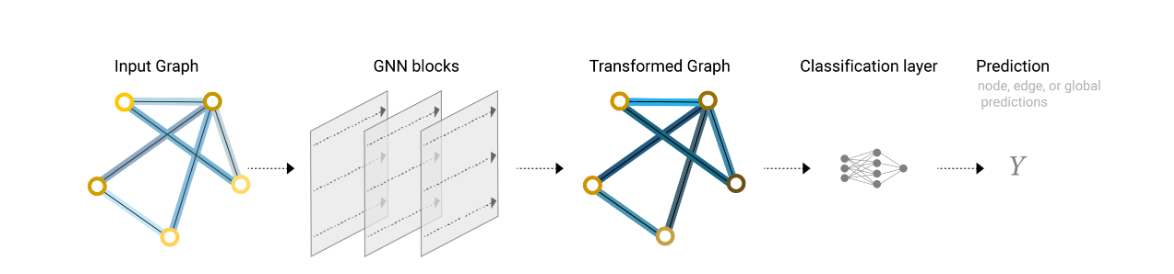 Input Graph
GNN blocks
Transformed Graph
Classification layer
Prediction
node, edge, or global
predictions
Y